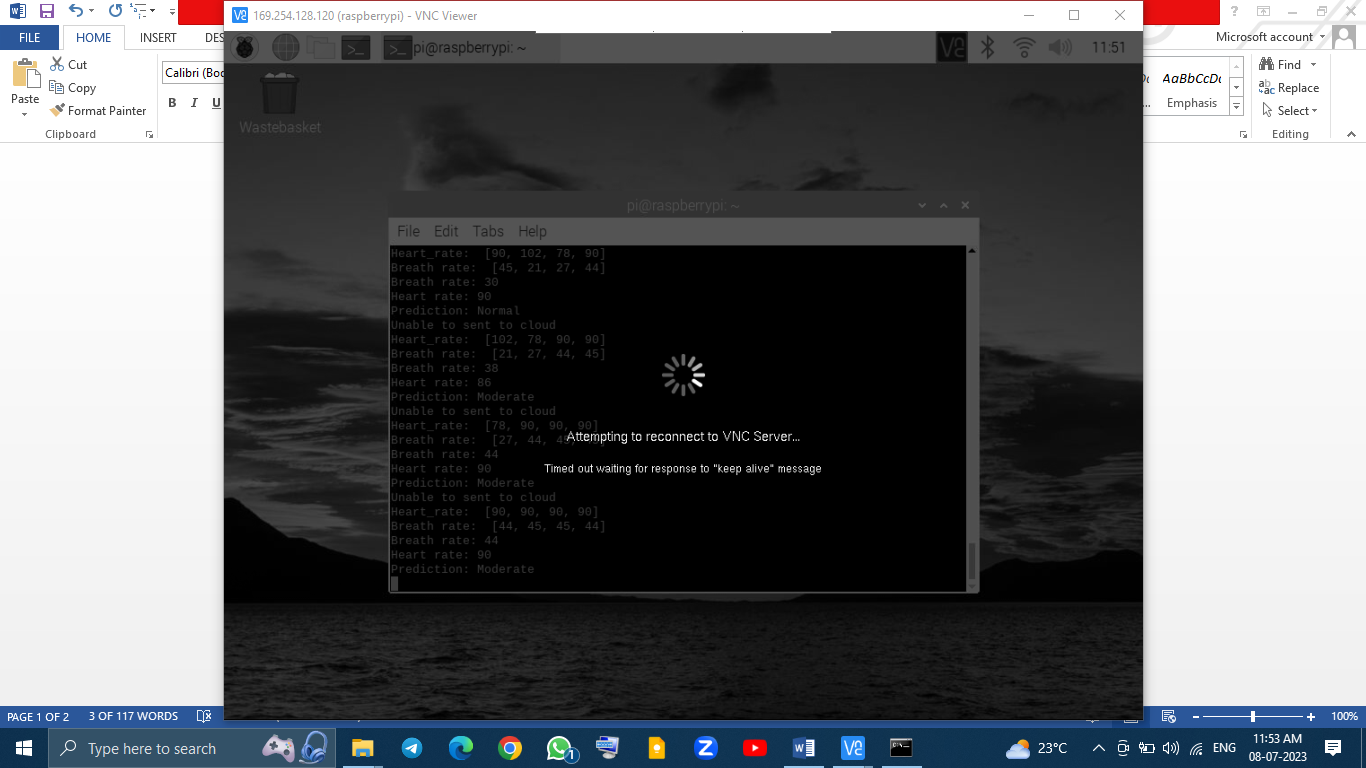 169.254.128.120 (raspberrypi) - VNC Viewer
FILE HOME INSERT DES
Microsoft account
Cut
Copy
Format Painter
Paste
Clipboard
Calibri (Boo
B I U
AaBbCcDc
Emphasis
Find
Replace
Select
Editing
pi@raspberrypi: ~
11:51
Wastebasket
pi@raspberrypi: ~
File Edit Tabs Help
Heart_rate: [90, 102, 78, 90]
Breath rate: [45, 21, 27, 44]
Breath rate: 30
Heart rate: 90
Prediction: Normal
Unable to sent to cloud
Heart_rate: [102, 78, 90, 90]
Breath rate: [21, 27, 44, 45]
Breath rate: 38
Heart rate: 86
Prediction: Moderate
Unable to sent to cloud
Heart_rate: [78, 90, 90, 90]
Attempting to reconnect to VNC Server...
Breath rate: [27, 44, 45,
Breath rate: 44
Heart rate: 90
Timed out waiting for response to "keep alive" message
Prediction: Moderate
Unable to sent to cloud
Heart_rate: [90, 90, 90, 90]
Breath rate: [44, 45, 45, 44]
Breath rate: 44
Heart rate: 90
Prediction: Moderate
PAGE 1 OF 2 3 OF 117 WORDS
100%
Type here to search
1
23°C
ENG
11:53 AM
08-07-2023